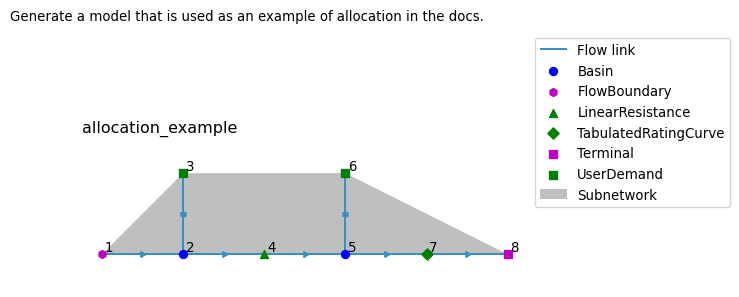 Generate a model that is used as an example of allocation in the docs.
Flow link
Basin
FlowBoundary
LinearResistance
TabulatedRatingCurve
Terminal
UserDemand
Subnetwork
allocation_example
3
6
1
2
4
5
7
8